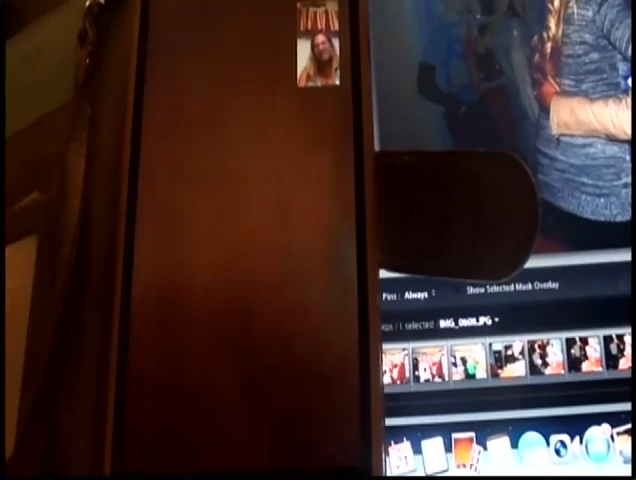 Pins: Always
Show Selected Mask Overlay
/ 1 selected / IMG_0608.JPG